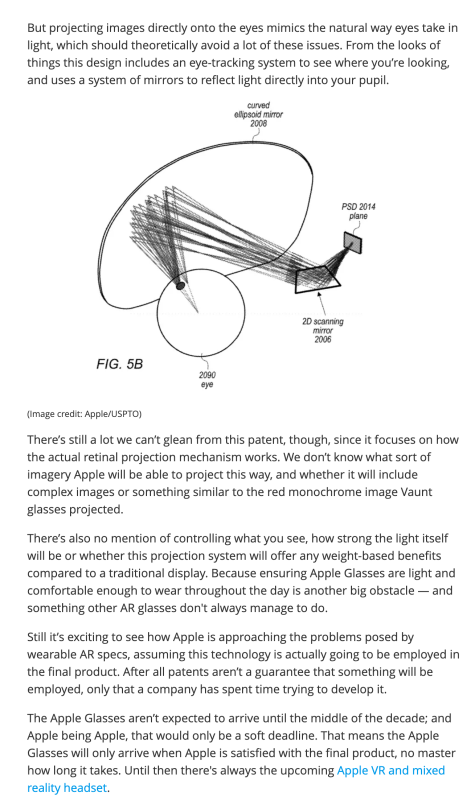 But projecting images directly onto the eyes mimics the natural way eyes take in
light, which should theoretically avoid a lot of these issues. From the looks of
things this design includes an eye-tracking system to see where you're looking,
and uses a system of mirrors to reflect light directly into your pupil.
curved
ellipsoid mirror
2008
PSD 2014
plane
2D scanning
mirror
2006
FIG. 5B
2090
eye
(Image credit: Apple/USPTO)
There's still a lot we can't glean from this patent, though, since it focuses on how
the actual retinal projection mechanism works. We don't know what sort of
imagery Apple will be able to project this way, and whether it will include
complex images or something similar to the red monochrome image Vaunt
glasses projected.
There's also no mention of controlling what you see, how strong the light itself
will be or whether this projection system will offer any weight-based benefits
compared to a traditional display. Because ensuring Apple Glasses are light and
comfortable enough to wear throughout the day is another big obstacle — and
something other AR glasses don't always manage to do.
Still it's exciting to see how Apple is approaching the problems posed by
wearable AR specs, assuming this technology is actually going to be employed in
the final product. After all patents aren't a guarantee that something will be
employed, only that a company has spent time trying to develop it.
The Apple Glasses aren't expected to arrive until the middle of the decade; and
Apple being Apple, that would only be a soft deadline. That means the Apple
Glasses will only arrive when Apple is satisfied with the final product, no master
how long it takes. Until then there's always the upcoming Apple VR and mixed
reality headset.